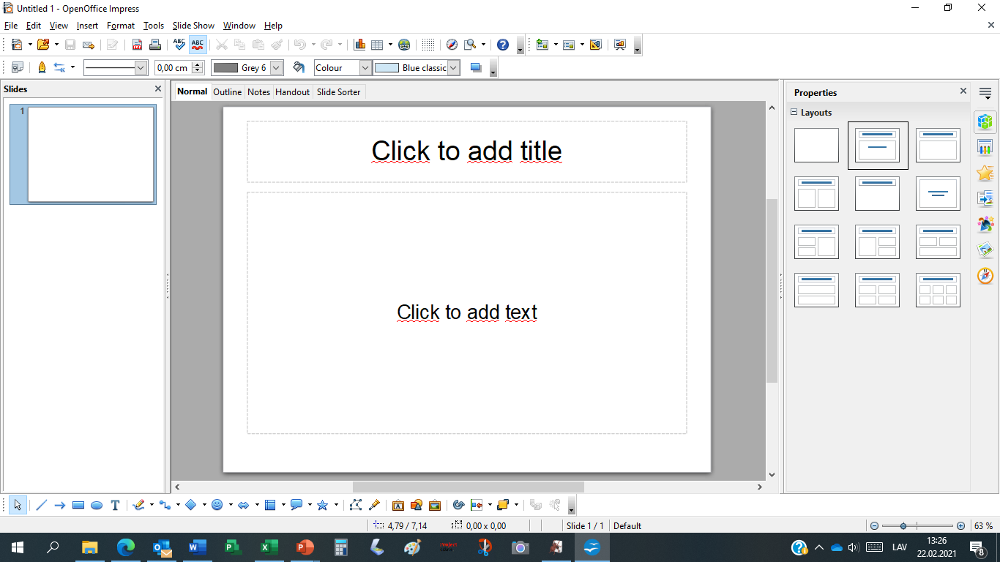 Untitled 1 - OpenOffice Impress
File Edit View Insert Format Tools Slide Show Window Help
ABC ABC
0,00 cm Grey 6 Colour Blue classic
Slides
Normal Outline Notes Handout Slide Sorter
Properties
1
Layouts
Click to add title
Click to add text
4,79 / 7,14 0,00 x 0,00 Slide 1 / 1 Default 63 %
LAV
13:26
22.02.2021
8